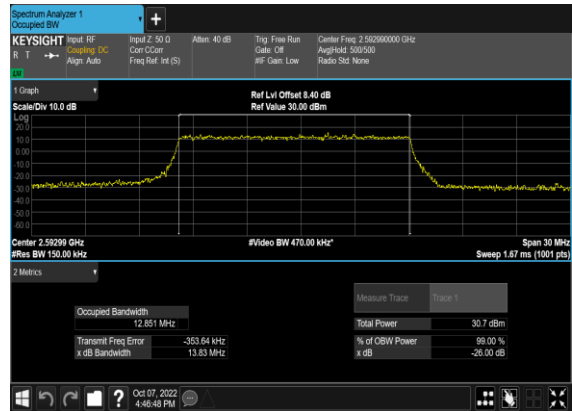 Spectrum Analyzer 1
Occupied BW
+
KEYSIGHT Input: RF Input Z: 50 Ω Atten: 40 dB Trig: Free Run Center Freq: 2.592990000 GHz
R T Coupling: DC Corr CCorr Gate: Off Avg|Hold: 500/500
Align: Auto Freq Ref: Int (S) #IF Gain: Low Radio Std: None
1 Graph
Ref Lvl Offset 8.40 dB
Scale/Div 10.0 dB Ref Value 30.00 dBm
Log
20.0
10.0
0.00
-10.0
-20.0
-30.0
-40.0
-50.0
-60.0
Center 2.59299 GHz #Video BW 470.00 kHz* Span 30 MHz
#Res BW 150.00 kHz Sweep 1.67 ms (1001 pts)
2 Metrics
Measure Trace Trace 1
Occupied Bandwidth
12.851 MHz Total Power 30.7 dBm
Transmit Freq Error -353.64 kHz % of OBW Power 99.00 %
x dB Bandwidth 13.83 MHz x dB -26.00 dB
? Oct 07, 2022
4:46:48 PM